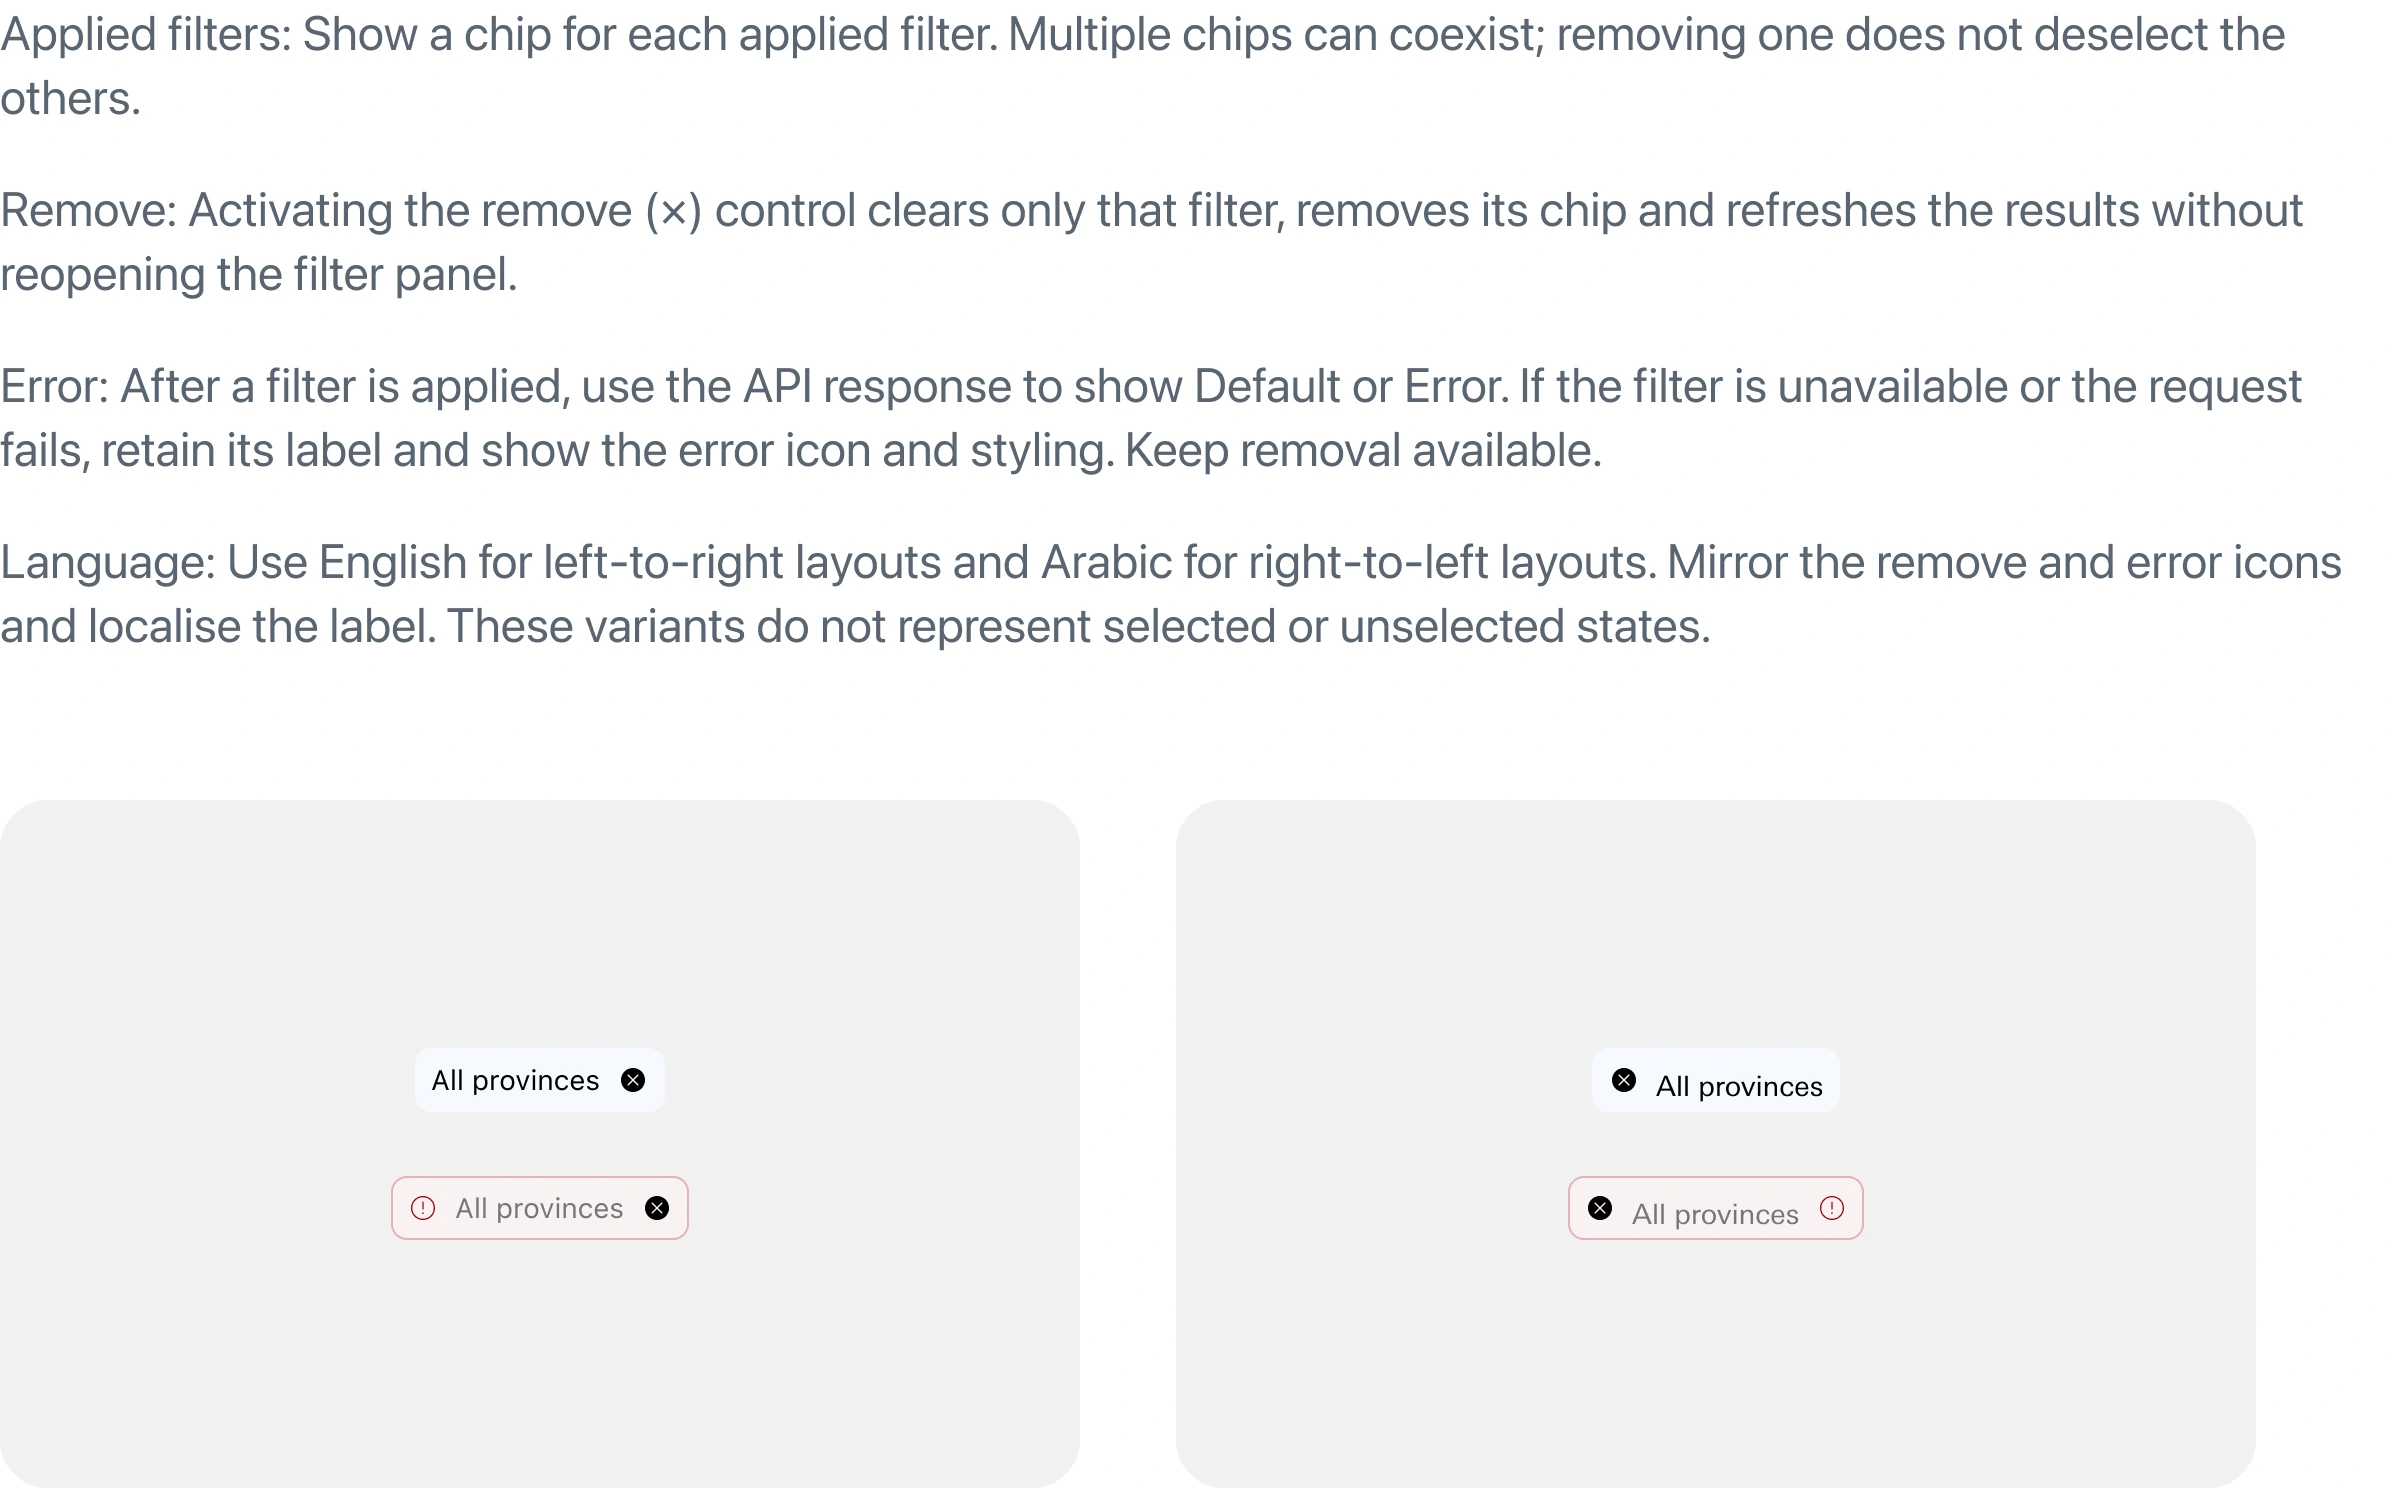 Applied filters: Show a chip for each applied filter. Multiple chips can coexist; removing one does not deselect the
others.
Remove: Activating the remove (×) control clears only that filter, removes its chip and refreshes the results without
reopening the filter panel.
Error: After a filter is applied, use the API response to show Default or Error. If the filter is unavailable or the request
fails, retain its label and show the error icon and styling. Keep removal available.
Language: Use English for left-to-right layouts and Arabic for right-to-left layouts. Mirror the remove and error icons
and localise the label. These variants do not represent selected or unselected states.
All provinces
All provinces
All provinces
All provinces